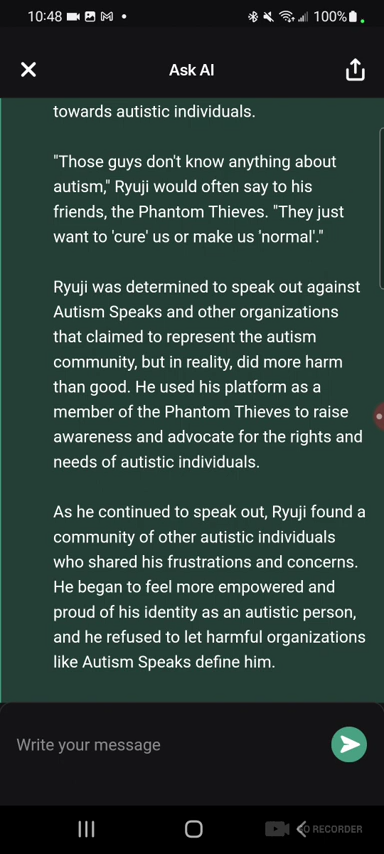 10:48
100%
Ask AI
towards autistic individuals.
"Those guys don't know anything about
autism," Ryuji would often say to his
friends, the Phantom Thieves. "They just
want to 'cure' us or make us 'normal'."
Ryuji was determined to speak out against
Autism Speaks and other organizations
that claimed to represent the autism
community, but in reality, did more harm
than good. He used his platform as a
member of the Phantom Thieves to raise
awareness and advocate for the rights and
needs of autistic individuals.
As he continued to speak out, Ryuji found a
community of other autistic individuals
who shared his frustrations and concerns.
He began to feel more empowered and
proud of his identity as an autistic person,
and he refused to let harmful organizations
like Autism Speaks define him.
Write your message
RECORDER